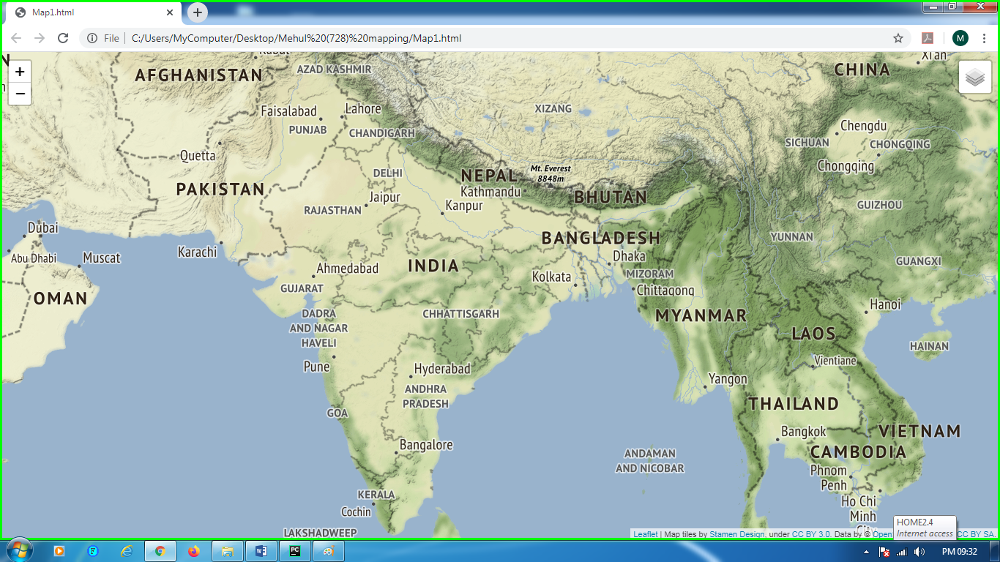 Map1.html
File
C:/Users/MyComputer/Desktop/Mehul%20(728)%20mapping/Map1.html
M
+
−
AFGHANISTAN
AZAD KASHMIR
CHINA
Faisalabad
Lahore
PUNJAB
CHANDIGARH
XIZANG
Chengdu
SICHUAN
CHONGQING
Quetta
Chongqing
DELHI
NEPAL
Mt. Everest
8848m
PAKISTAN
Kathmandu
BHUTAN
Jaipur
Kanpur
RAJASTHAN
GUIZHOU
Dubai
BANGLADESH
YUNNAN
Karachi
Abu Dhabi
Muscat
Dhaka
GUANGXI
Ahmedabad
INDIA
Kolkata
MIZORAM
GUJARAT
Chittagong
OMAN
Hanoi
DADRA
AND NAGAR
HAVELI
CHHATTISGARH
MYANMAR
LAOS
HAINAN
Pune
Vientiane
Hyderabad
Yangon
ANDHRA
PRADESH
THAILAND
GOA
VIETNAM
Bangkok
Bangalore
CAMBODIA
ANDAMAN
AND NICOBAR
Phnom
Penh
KERALA
Cochin
Ho Chi
Minh
City
LAKSHADWEEP
HOME2.4
Internet access
Leaflet | Map tiles by Stamen Design, under CC BY 3.0. Data by © Open CC BY SA.
PM 09:32